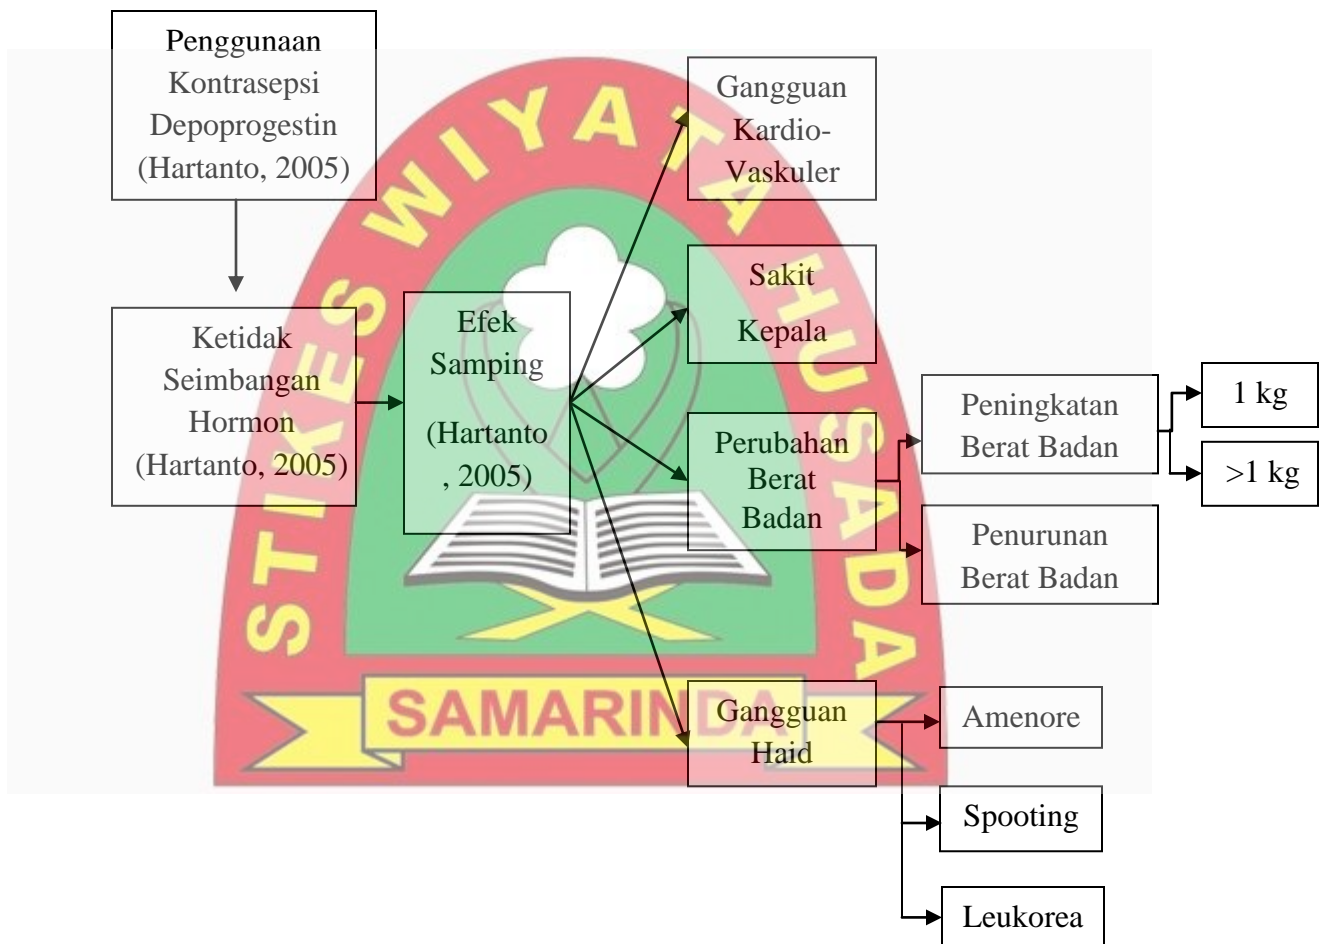 Penggunaan
Kontrasepsi
Depoprogestin
(Hartanto, 2005)
Ketidak
Seimbangan
Hormon
(Hartanto, 2005)
Efek
Samping
(Hartanto
, 2005)
Gangguan
Kardio-
Vaskuler
Sakit
Kepala
Perubahan
Berat
Badan
Peningkatan
Berat Badan
1 kg
>1 kg
Penurunan
Berat Badan
Gangguan
Haid
Amenore
Spooting
Leukorea
STIKES WIYATA HUSADA
SAMARINDA